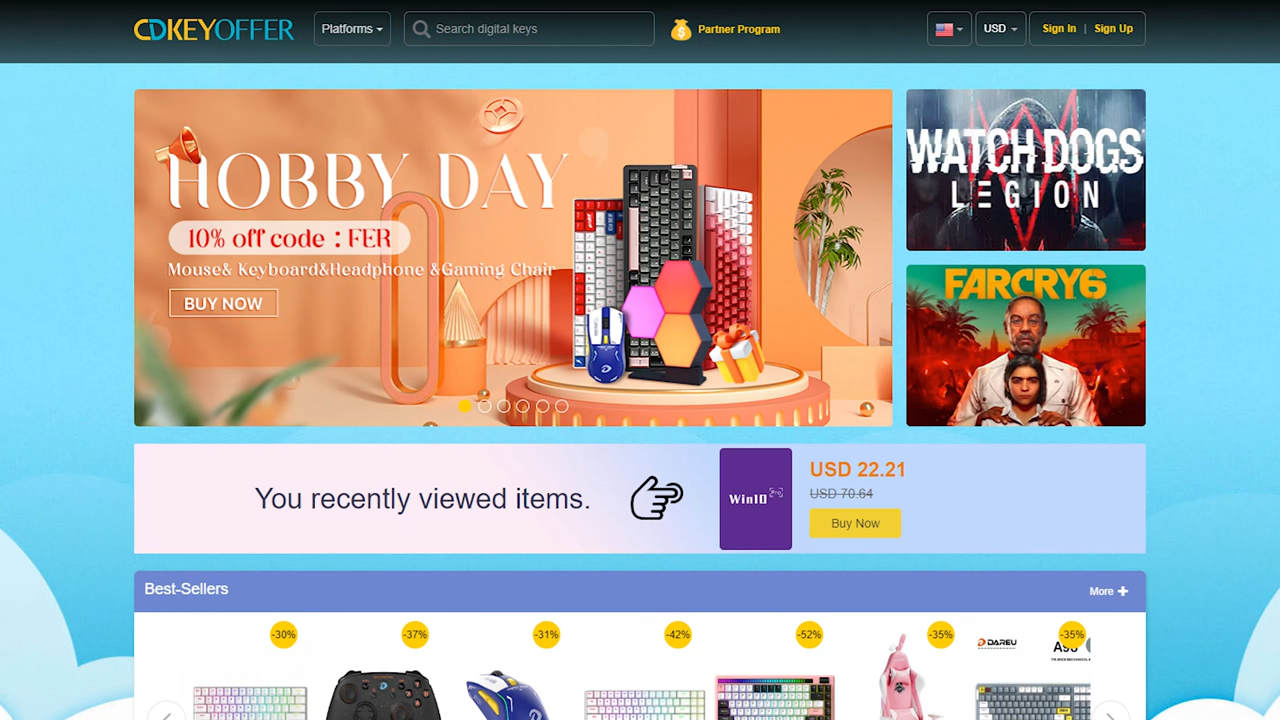 CDKEYOFFER
Platforms
Search digital keys
Partner Program
USD
Sign In | Sign Up
HOBBY DAY
10% off code : FER
Mouse& Keyboard&Headphone &Gaming Chair
BUY NOW
WATCH DOGS
LEGION
FARCRY6
You recently viewed items.
Win10 Pro
USD 22.21
USD 70.64
Buy Now
Best-Sellers
More
-30%
-37%
-31%
-42%
-52%
-35%
-35%
DAREU